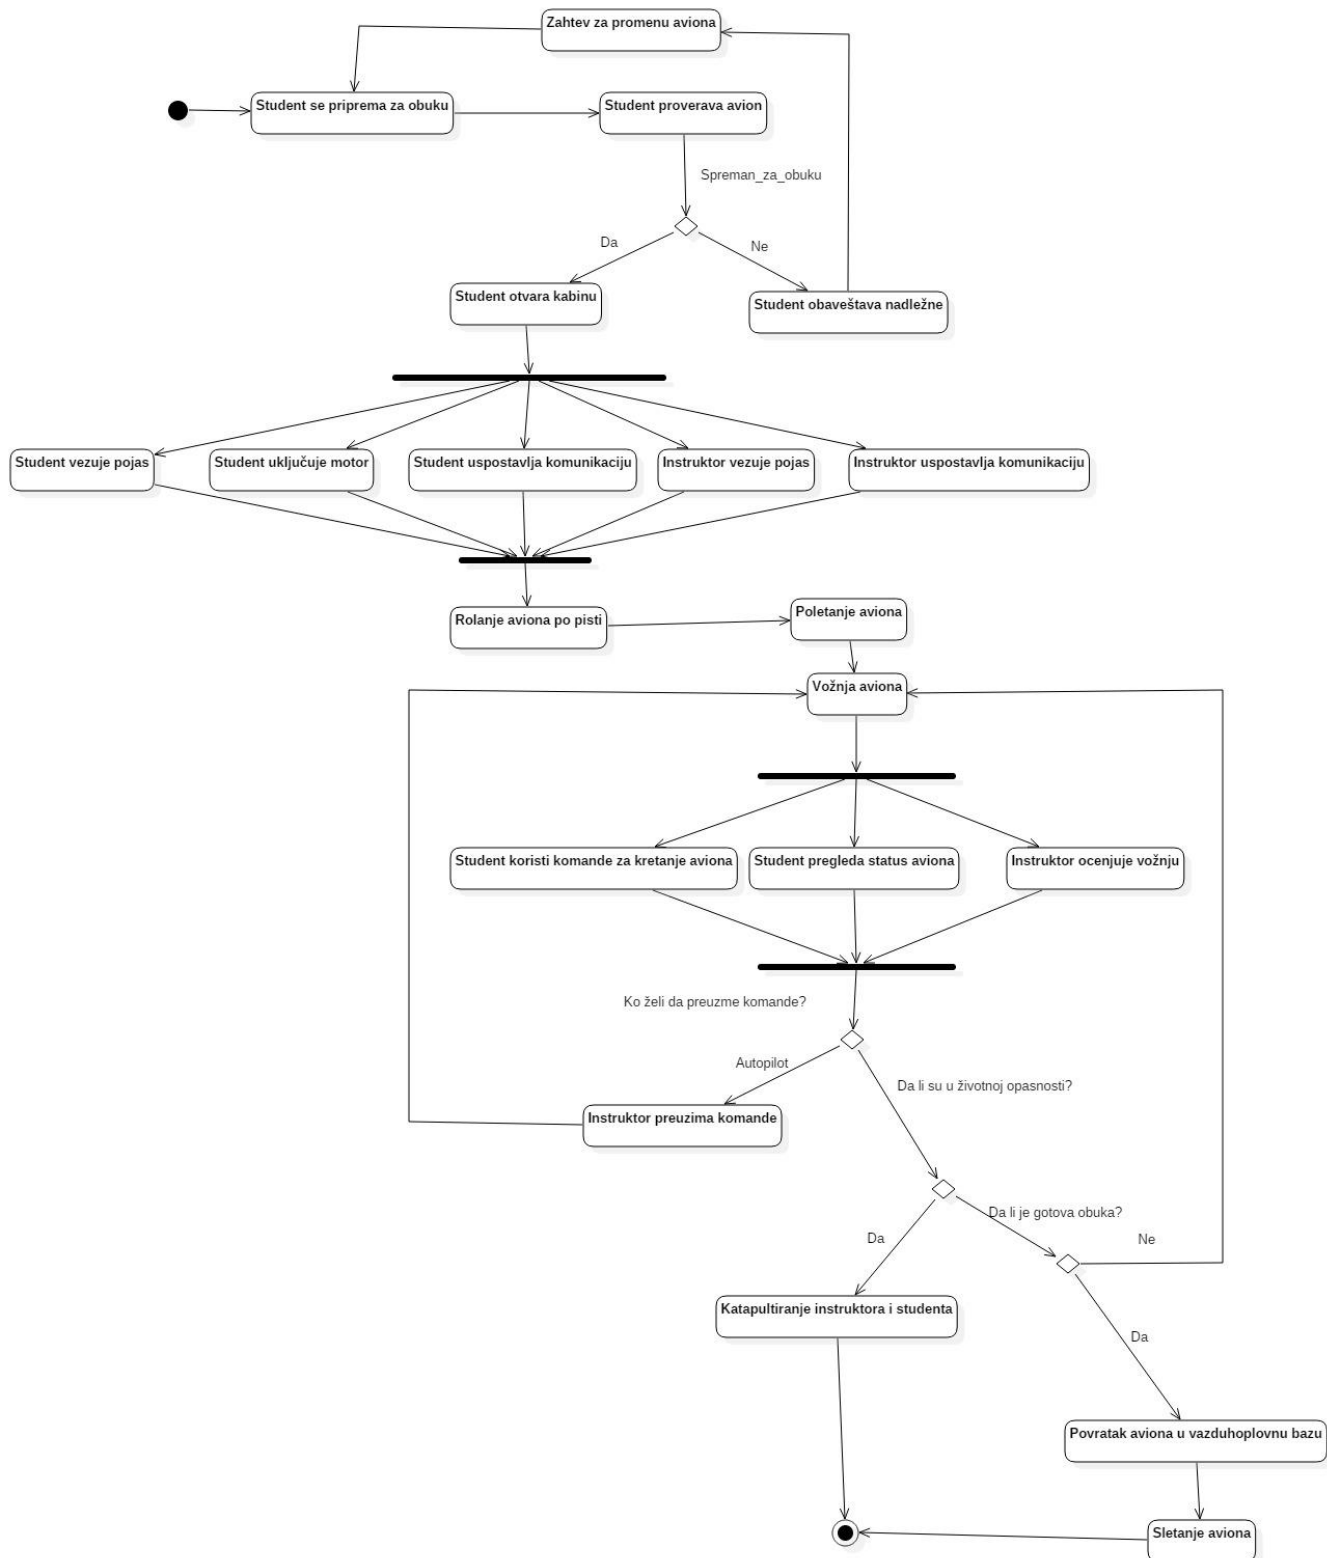 Zahtev za promenu aviona
Student se priprema za obuku
Student proverava avion
Spreman_za_obuku
Da
Ne
Student otvara kabinu
Student obaveštava nadležne
Student vezuje pojas
Student uključuje motor
Student uspostavlja komunikaciju
Instruktor vezuje pojas
Instruktor uspostavlja komunikaciju
Rolanje aviona po pisti
Poletanje aviona
Vožnja aviona
Student koristi komande za kretanje aviona
Student pregleda status aviona
Instruktor ocenjuje vožnju
Ko želi da preuzme komande?
Autopilot
Da li su u životnoj opasnosti?
Instruktor preuzima komande
Da li je gotova obuka?
Da
Ne
Katapultiranje instruktora i studenta
Da
Povratak aviona u vazduhoplovnu bazu
Sletanje aviona